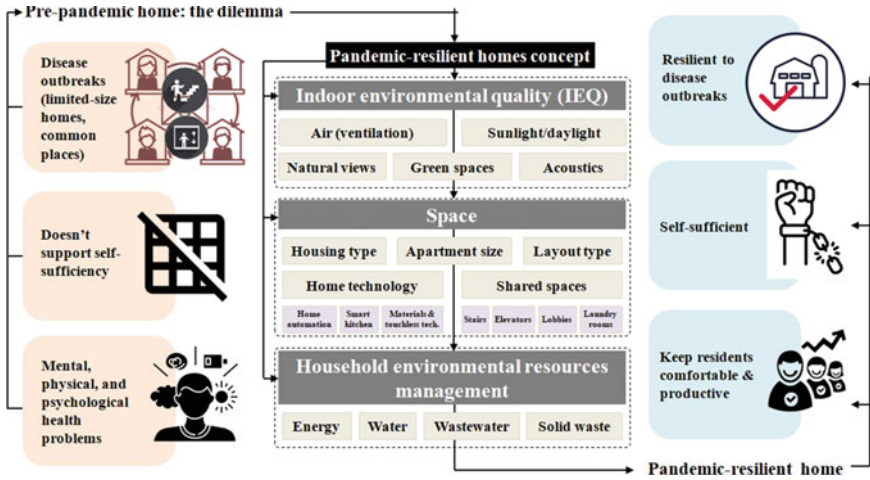 Pre-pandemic home: the dilemma
Disease
outbreaks
(limited-size
homes,
common
places)
Doesn't
support self-
sufficiency
Mental,
physical, and
psychological
health
problems
Pandemic-resilient homes concept
Indoor environmental quality (IEQ)
Air (ventilation)
Sunlight/daylight
Natural views
Green spaces
Acoustics
Space
Housing type
Apartment size
Layout type
Home technology
Shared spaces
Home
automation
Smart
kitchen
Materials &
touchless tech.
Stairs
Elevators
Lobbies
Laundry
rooms
Household environmental resources
management
Energy
Water
Wastewater
Solid waste
Resilient to
disease
outbreaks
Self-sufficient
Keep residents
comfortable &
productive
Pandemic-resilient home